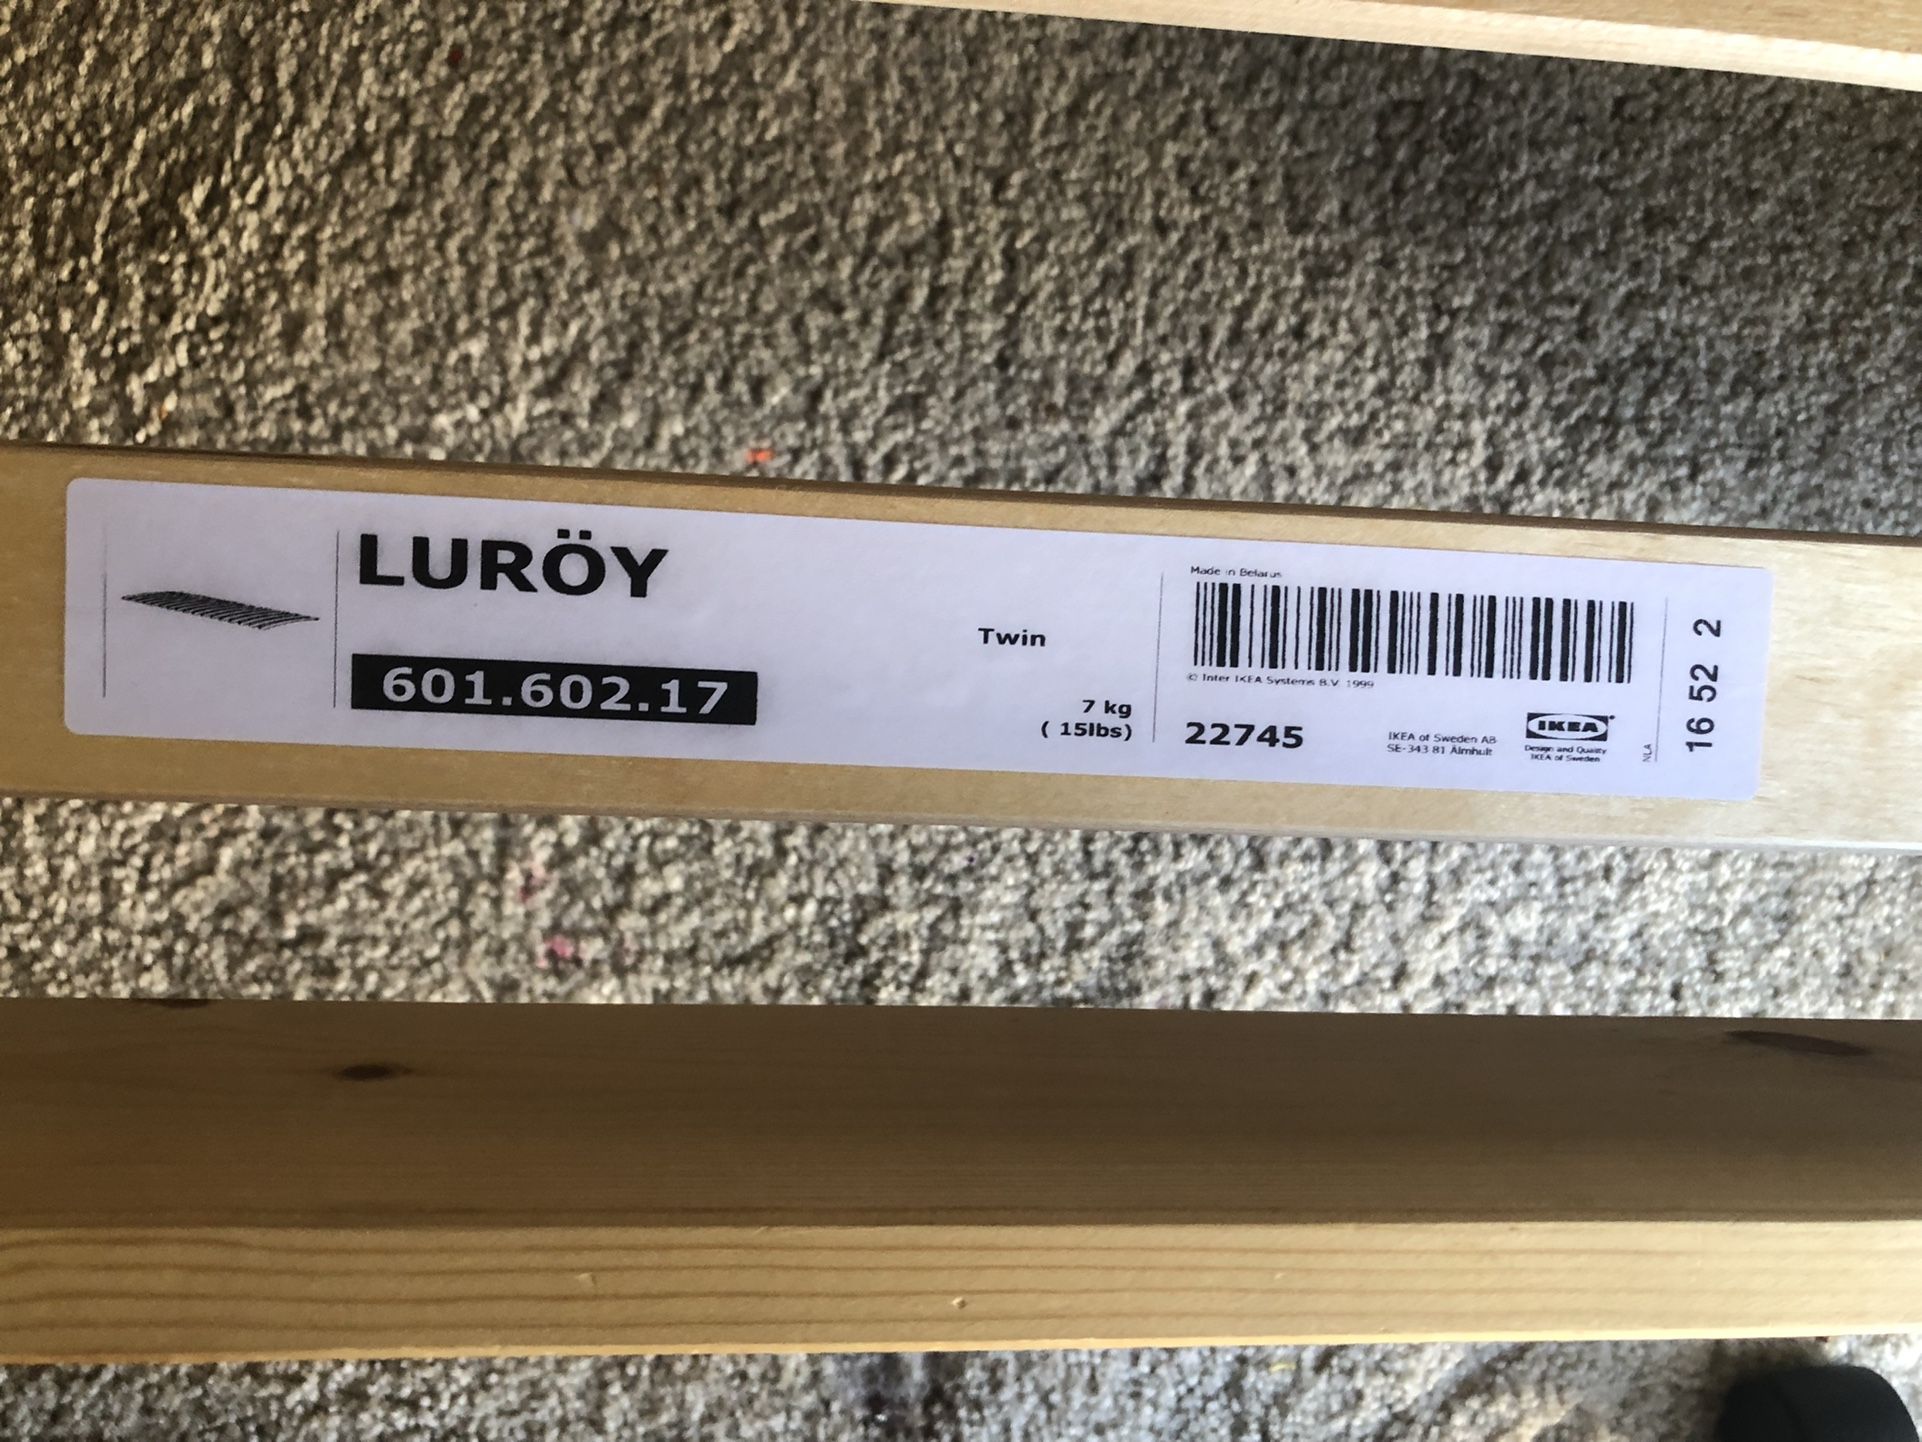 LURÖY
601.602.17
Twin
7 kg
( 15lbs)
Made in Belarus
© Inter IKEA Systems B.V. 1999
22745
IKEA of Sweden AB
SE-343 81 Älmhult
IKEA
Design and Quality
IKEA of Sweden
NLA
16 52 2